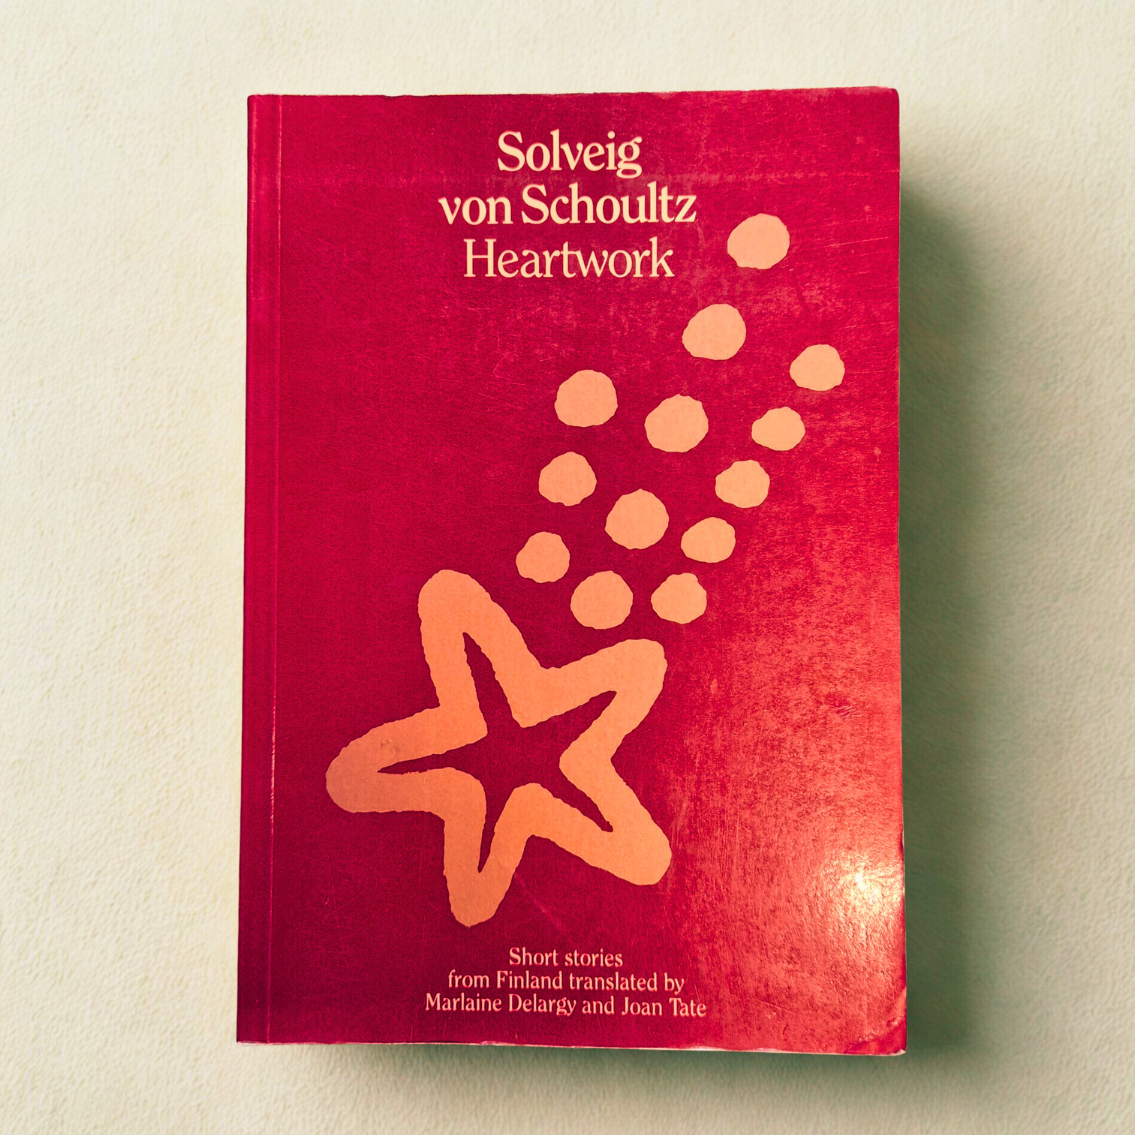 Solveig
von Schoultz
Heartwork
Short stories
from Finland translated by
Marlaine Delargy and Joan Tate